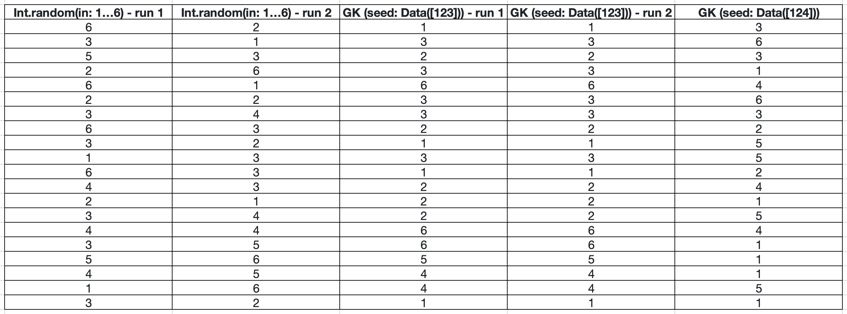 Int.random(in: 1...6) - run 1 Int.random(in: 1...6) - run 2 GK (seed: Data([123])) - run 1 GK (seed: Data([123])) - run 2 GK (seed: Data([124]))
6 2 1 1 3
3 1 3 3 6
5 3 2 2 3
2 6 3 3 1
6 1 6 6 4
2 2 3 3 6
3 4 3 3 3
6 3 2 2 2
3 2 1 1 5
1 3 3 3 5
6 3 1 1 2
4 3 2 2 4
2 1 2 2 1
3 4 2 2 5
4 4 6 6 4
3 5 6 6 1
5 6 5 5 1
4 5 4 4 1
1 6 4 4 5
3 2 1 1 1